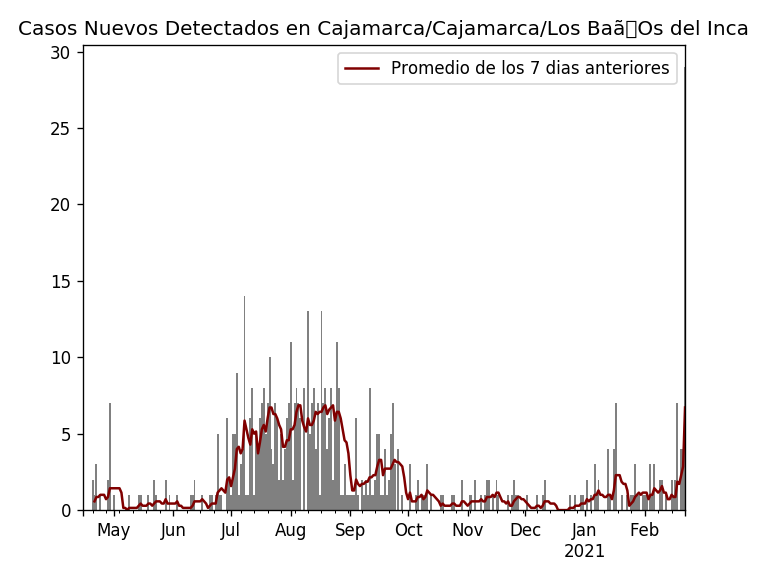 Casos Nuevos Detectados en Cajamarca/Cajamarca/Los Baã▯Os del Inca
Promedio de los 7 dias anteriores
30
25
20
15
10
5
0
May Jun Jul Aug Sep Oct Nov Dec Jan Feb
2021